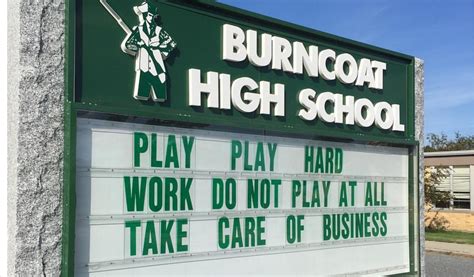 BURNCOAT
HIGH SCHOOL
PLAY PLAY HARD
WORK DO NOT PLAY AT ALL
TAKE CARE OF BUSINESS